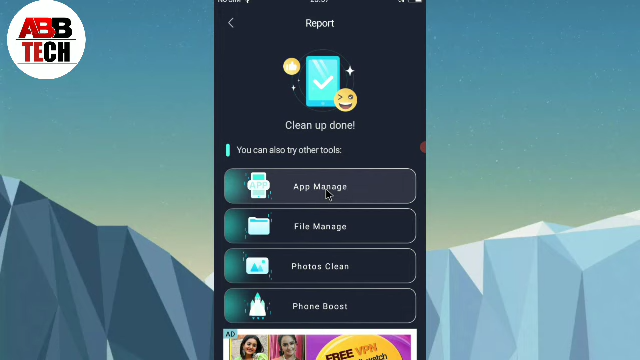 ABB
TECH
Report
Clean up done!
You can also try other tools:
APP
App Manage
File Manage
Photos Clean
Phone Boost
AD
FREE VPN